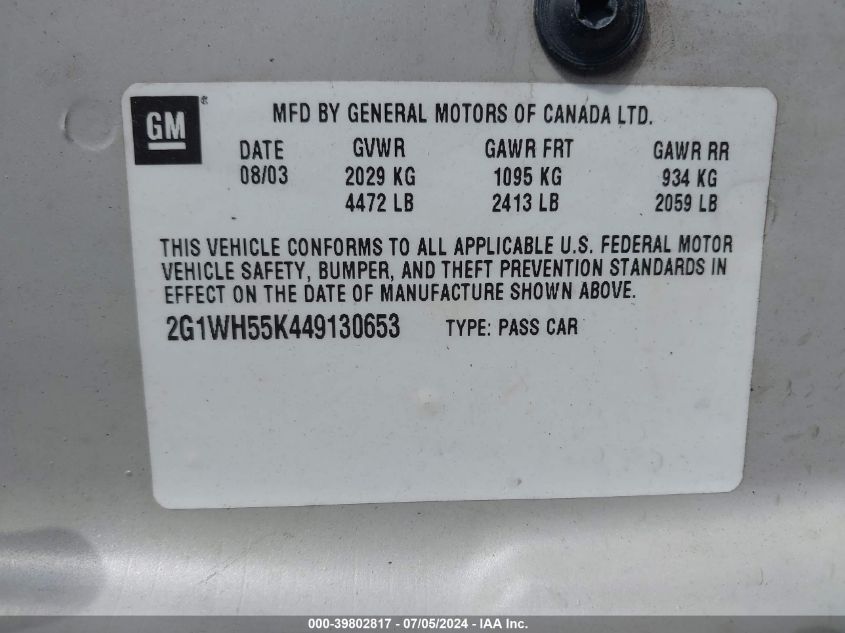 GM®
MFD BY GENERAL MOTORS OF CANADA LTD.
DATE GVWR GAWR FRT GAWR RR
08/03 2029 KG 1095 KG 934 KG
4472 LB 2413 LB 2059 LB
THIS VEHICLE CONFORMS TO ALL APPLICABLE U.S. FEDERAL MOTOR
VEHICLE SAFETY, BUMPER, AND THEFT PREVENTION STANDARDS IN
EFFECT ON THE DATE OF MANUFACTURE SHOWN ABOVE.
2G1WH55K449130653 TYPE: PASS CAR
000-39802817 - 07/05/2024 - IAA Inc.